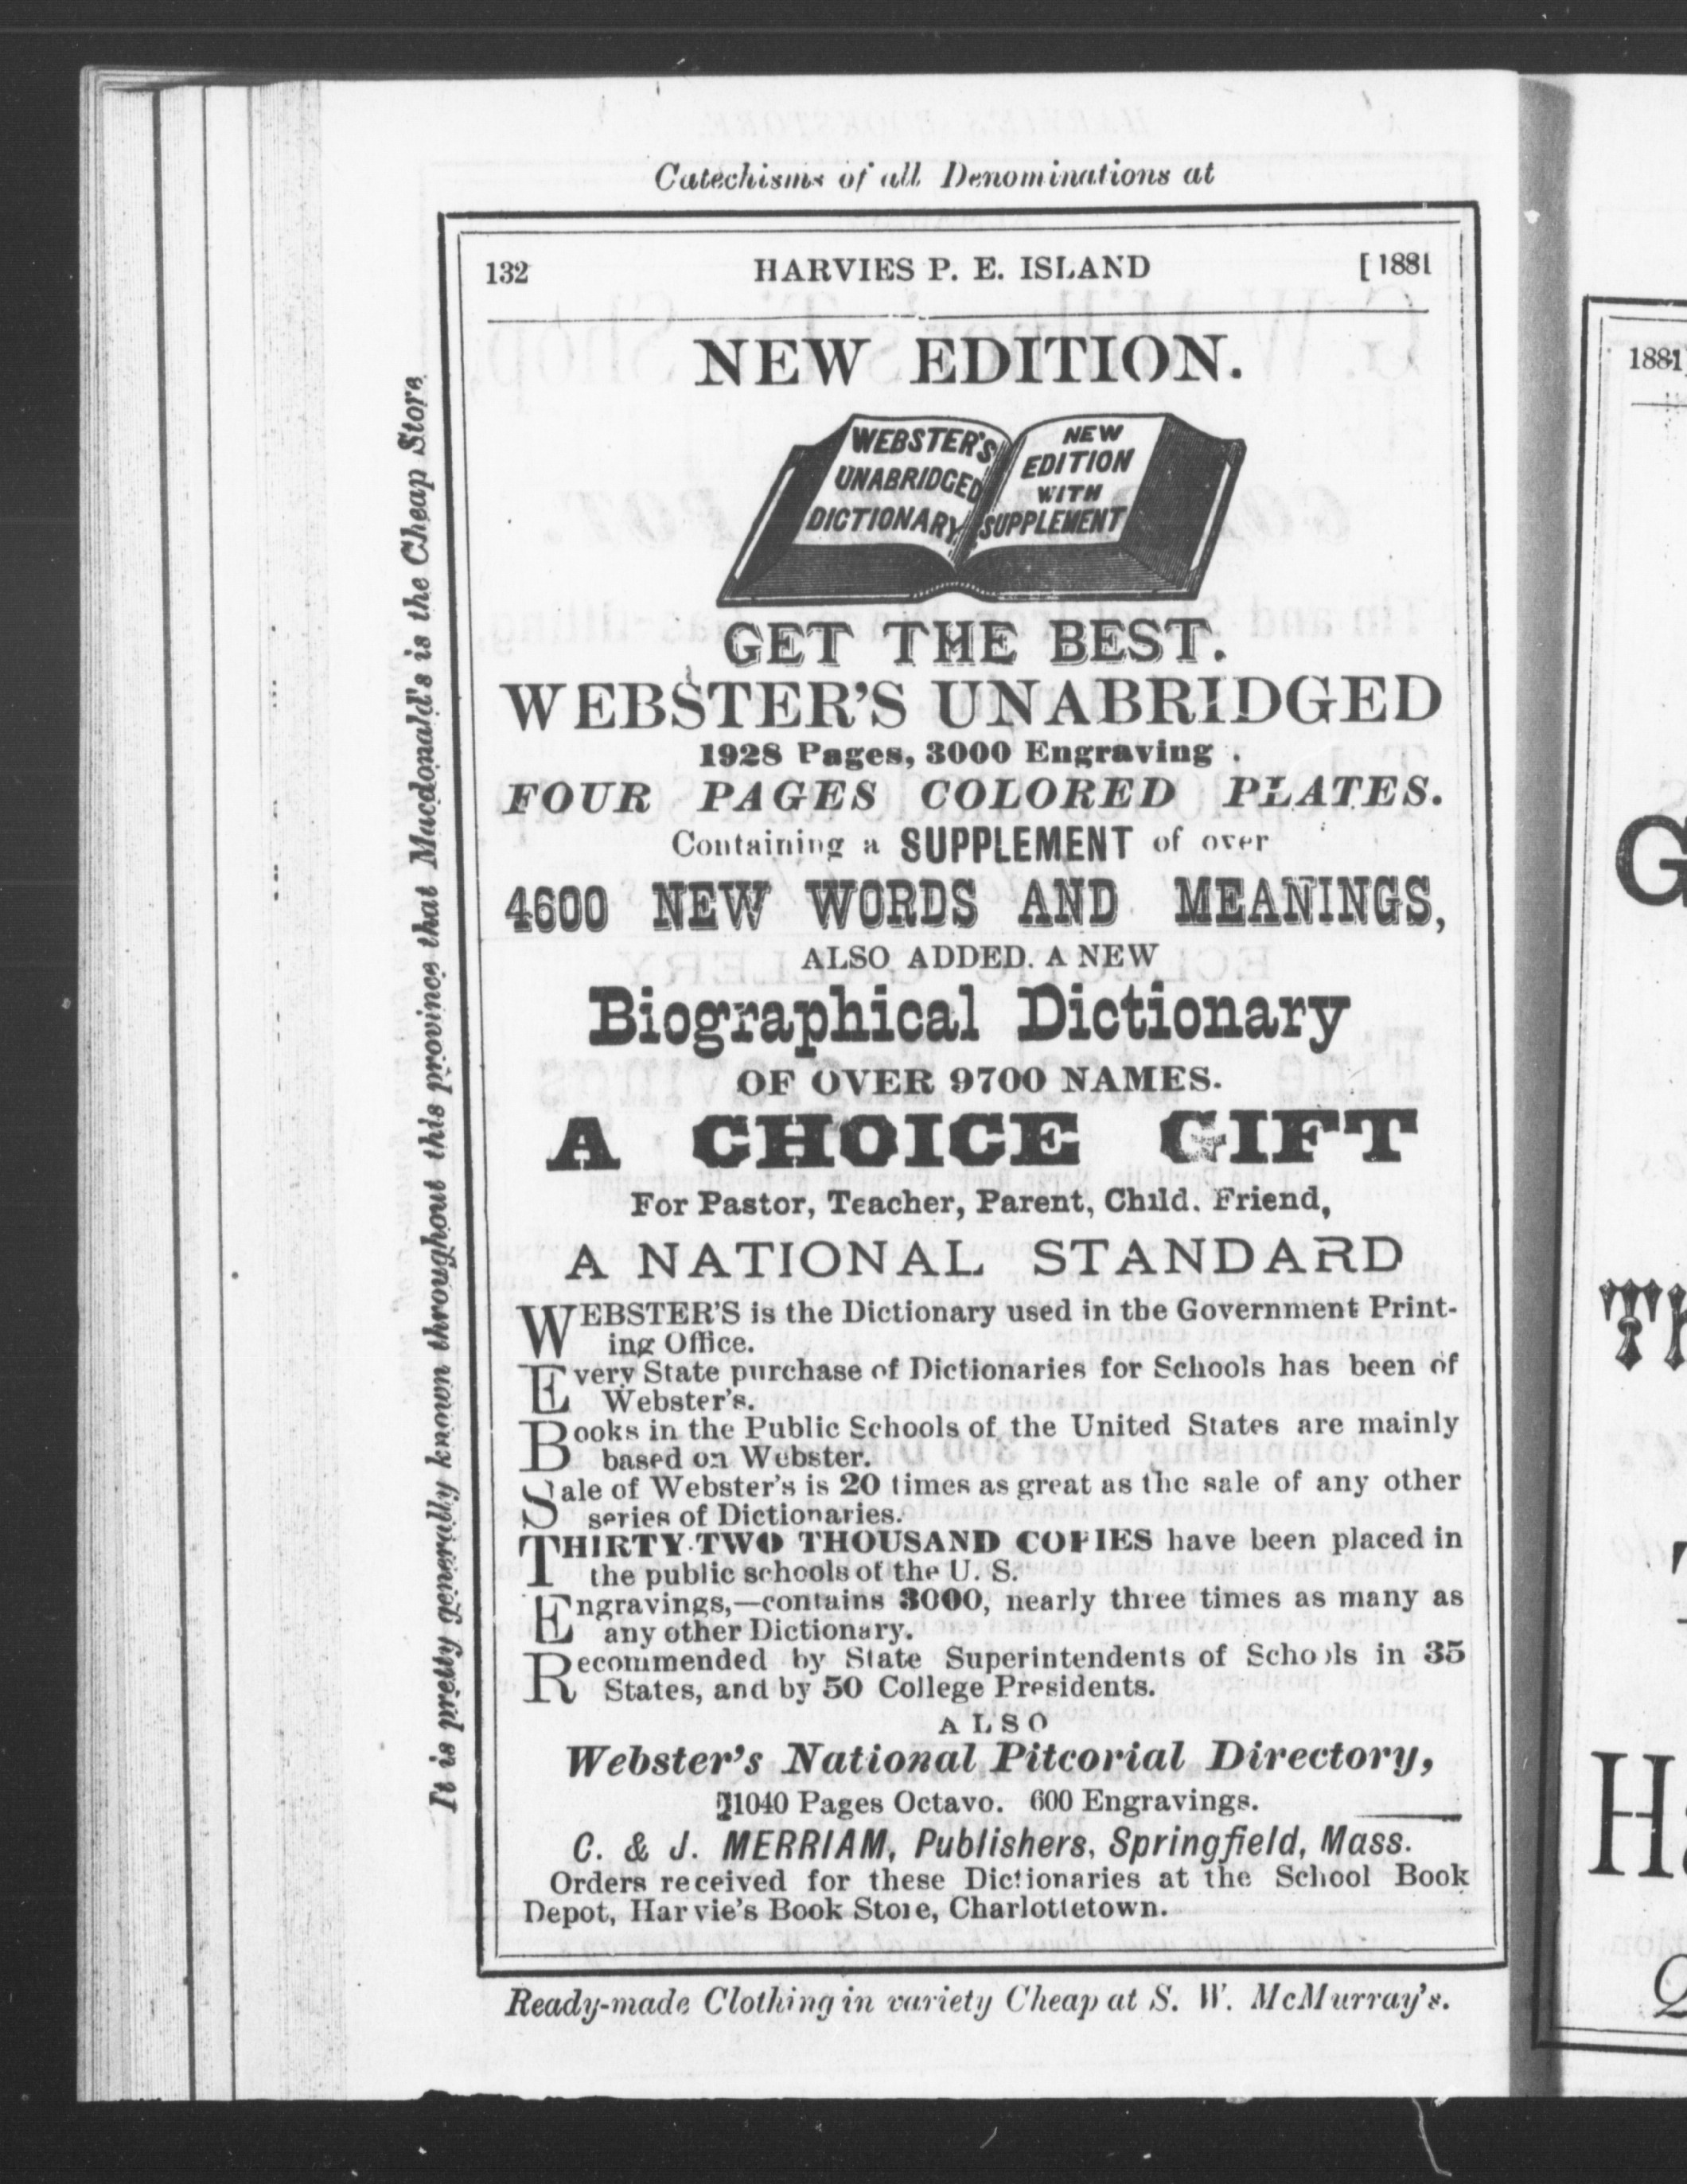 Catechisms of all Denominations at
132 HARVIES P. E. ISLAND [1881
NEW EDITION.
WEBSTER'S UNABRIDGED DICTIONARY
NEW EDITION WITH SUPPLEMENT
GET THE BEST.
WEBSTER'S UNABRIDGED
1928 Pages, 3000 Engraving .
FOUR PAGES COLORED PLATES.
Containing a SUPPLEMENT of over
4600 NEW WORDS AND MEANINGS,
ALSO ADDED. A NEW
Biographical Dictionary
OF OVER 9700 NAMES.
A CHOICE GIFT
For Pastor, Teacher, Parent, Child. Friend,
A NATIONAL STANDARD
WEBSTER'S is the Dictionary used in the Government Print-
ing Office.
Every State purchase of Dictionaries for Schools has been of
Webster's.
Books in the Public Schools of the United States are mainly
based on Webster.
Sale of Webster's is 20 times as great as the sale of any other
series of Dictionaries.
THIRTY-TWO THOUSAND COPIES have been placed in
the public schools of the U. S.
Engravings,—contains 3000, nearly three times as many as
any other Dictionary.
Recommended by State Superintendents of Schools in 35
States, and by 50 College Presidents.
ALSO
Webster's National Pitcorial Directory,
1040 Pages Octavo. 600 Engravings.
C. & J. MERRIAM, Publishers, Springfield, Mass.
Orders received for these Dictionaries at the School Book
Depot, Harvie's Book Store, Charlottetown.
Ready-made Clothing in variety Cheap at S. W. McMurray's.
It is pretty generally known throughout this province that Macdonald's is the Cheap Store
1881